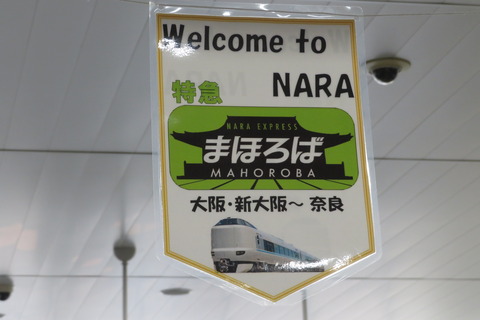 Welcome to
NARA
特急
NARA EXPRESS
まほろば
MAHOROBA
大阪・新大阪〜奈良